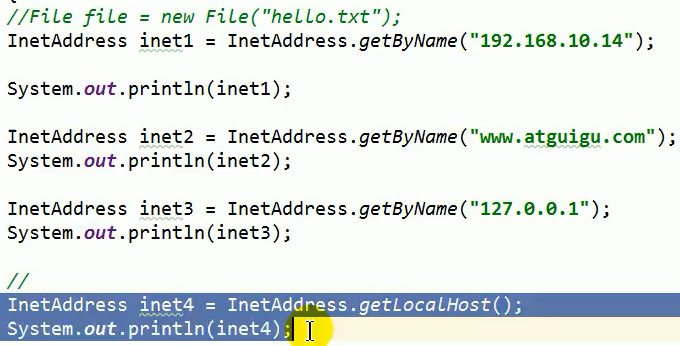 //File file = new File("hello.txt");
InetAddress inet1 = InetAddress.getByName("192.168.10.14");
System.out.println(inet1);
InetAddress inet2 = InetAddress.getByName("www.atguigu.com");
System.out.println(inet2);
InetAddress inet3 = InetAddress.getByName("127.0.0.1");
System.out.println(inet3);
//
InetAddress inet4 = InetAddress.getLocalHost();
System.out.println(inet4);